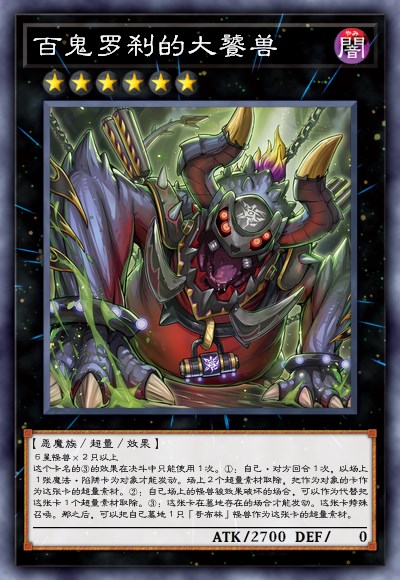 百鬼罗刹的大饕兽
やみ
闇
【恶魔族／超量／效果】
6星怪兽×2只以上
这个卡名的③的效果在决斗中只能使用1次。①：自己·对方回合1次，以场上
1张魔法·陷阱卡为对象才能发动。场上2个超量素材取除，把作为对象的卡作
为这张卡的超量素材。②：自己场上的怪兽被效果破坏的场合，可以作为代替把
这张卡1个超量素材取除。③：这张卡在墓地存在的场合才能发动。这张卡特殊
召唤。那之后，可以把自己墓地1只「哥布林」怪兽作为这张卡的超量素材。
ATK/2700 DEF/ 0